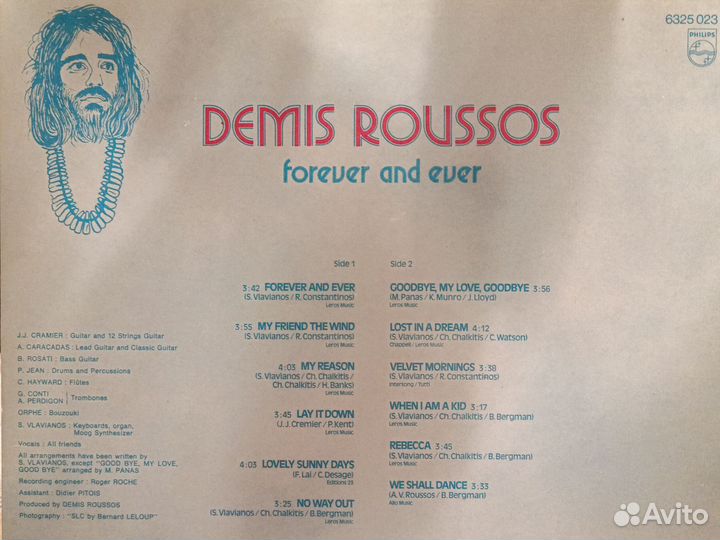 6325 023
PHILIPS
DEMIS ROUSSOS
forever and ever
Side 1
3:42 FOREVER AND EVER
(S. Vlavianos / R. Constantinos)
Leros Music
3:55 MY FRIEND THE WIND
(S. Vlavianos / R. Constantinos)
Leros Music
4:03 MY REASON
(S. Vlavianos / Ch. Chalkitis /
Ch. Chalkitis / H. Banks)
Leros Music
3:45 LAY IT DOWN
(J.J. Cremier / P. Kent)
Leros Music
4:03 LOVELY SUNNY DAYS
(F. Lai / C. Desage)
Editions 23
3:25 NO WAY OUT
(S. Vlavianos / Ch. Chalkitis / B. Bergman)
Leros Music
Side 2
GOODBYE, MY LOVE, GOODBYE 3:56
(M. Panas / K. Munro / J. Lloyd)
Leros Music
LOST IN A DREAM 4:12
(S. Vlavianos / Ch. Chalkitis / C. Watson)
Chappell - Leros Music
VELVET MORNINGS 3:38
(S. Vlavianos / R. Constantinos)
Intersong / Tutti
WHEN I AM A KID 3:17
(S. Vlavianos / Ch. Chalkitis / B. Bergman)
Leros Music
REBECCA 3:45
(S. Vlavianos / Ch. Chalkitis / B. Bergman)
Leros Music
WE SHALL DANCE 3:33
(A.V. Roussos / B. Bergman)
Allo Music
J.J. CRAMIER : Guitar and 12 Strings Guitar
A. CARACADAS : Lead Guitar and Classic Guitar
B. ROSATI : Bass Guitar
P. JEAN : Drums and Percussions
C. HAYWARD : Flûtes
G. CONTI
A. PERDIGON : Trombones
ORPHE : Bouzouki
S. VLAVIANOS : Keyboards, organ,
Moog Synthesizer
Vocals : All friends
All arrangements have been written by
S. VLAVIANOS, except "GOOD BYE, MY LOVE,
GOOD BYE" arranged by M. PANAS
Recording engineer : Roger ROCHE
Assistant : Didier PITOIS
Produced by DEMIS ROUSSOS
Photography : "SLC by Bernard LELOUP"
Avito